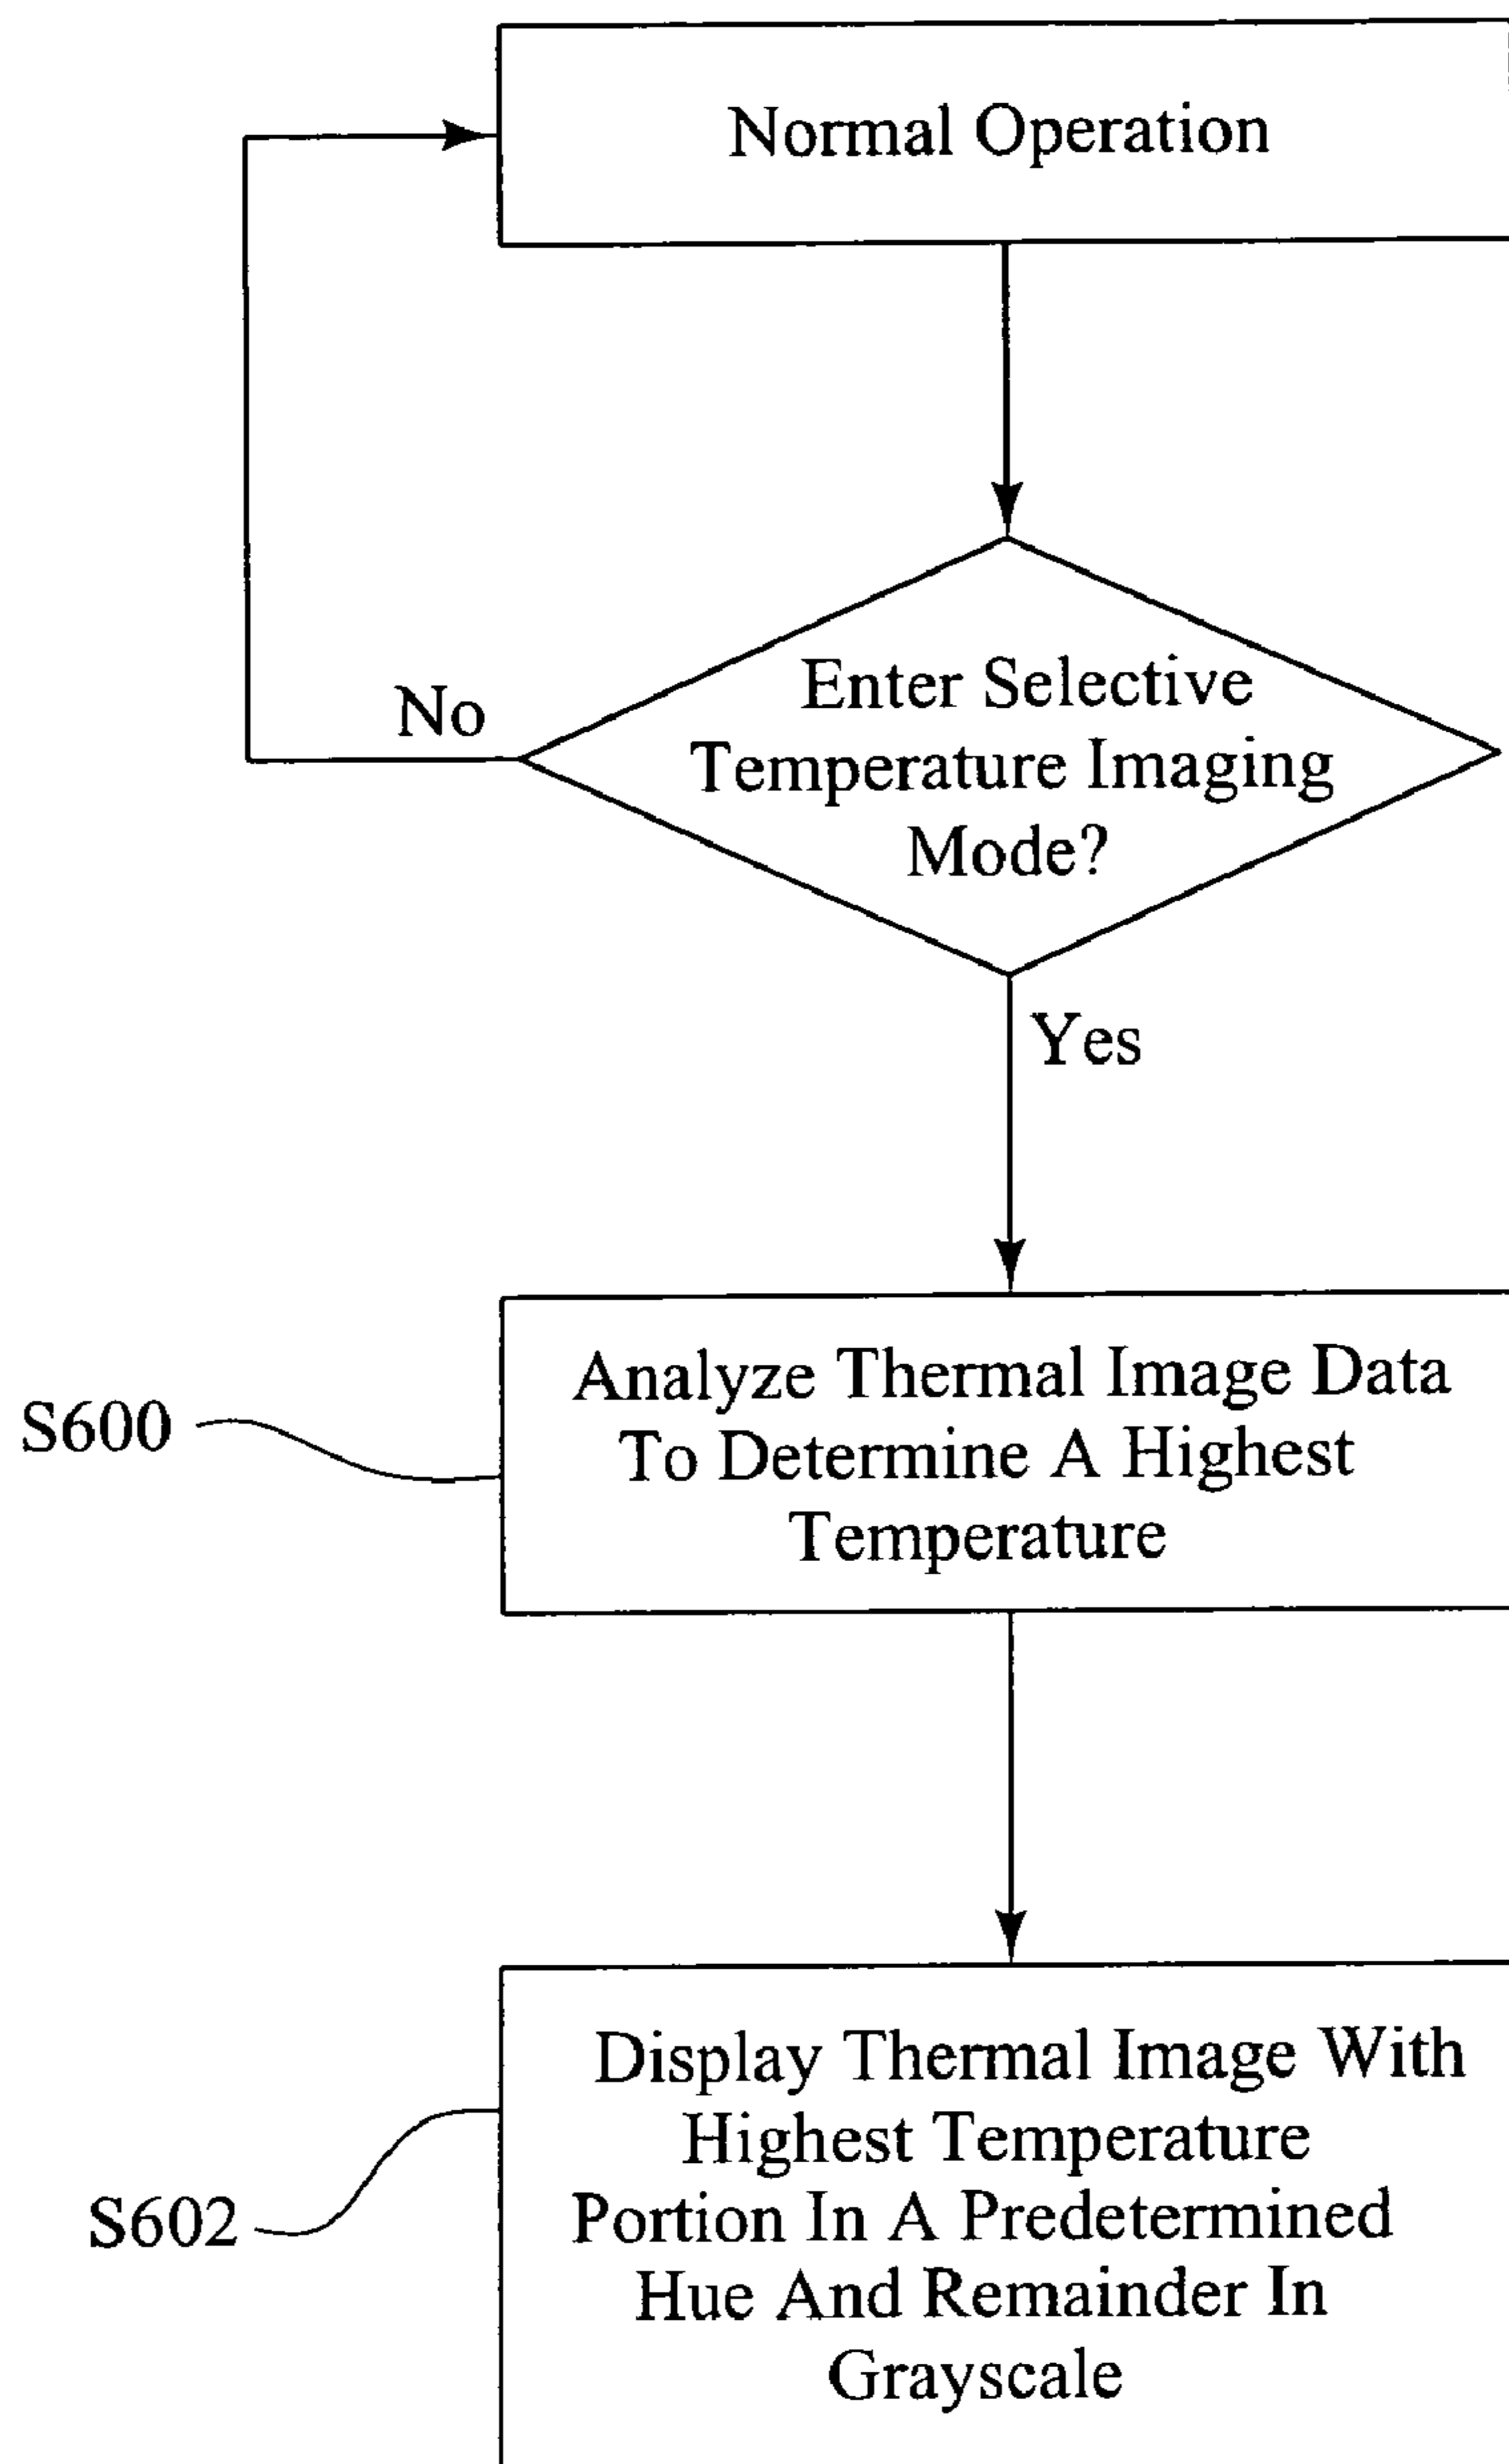 Normal Operation
Enter Selective
Temperature Imaging
Mode?
No
Yes
Analyze Thermal Image Data
To Determine A Highest
Temperature
S600
Display Thermal Image With
Highest Temperature
Portion In A Predetermined
Hue And Remainder In
Grayscale
S602